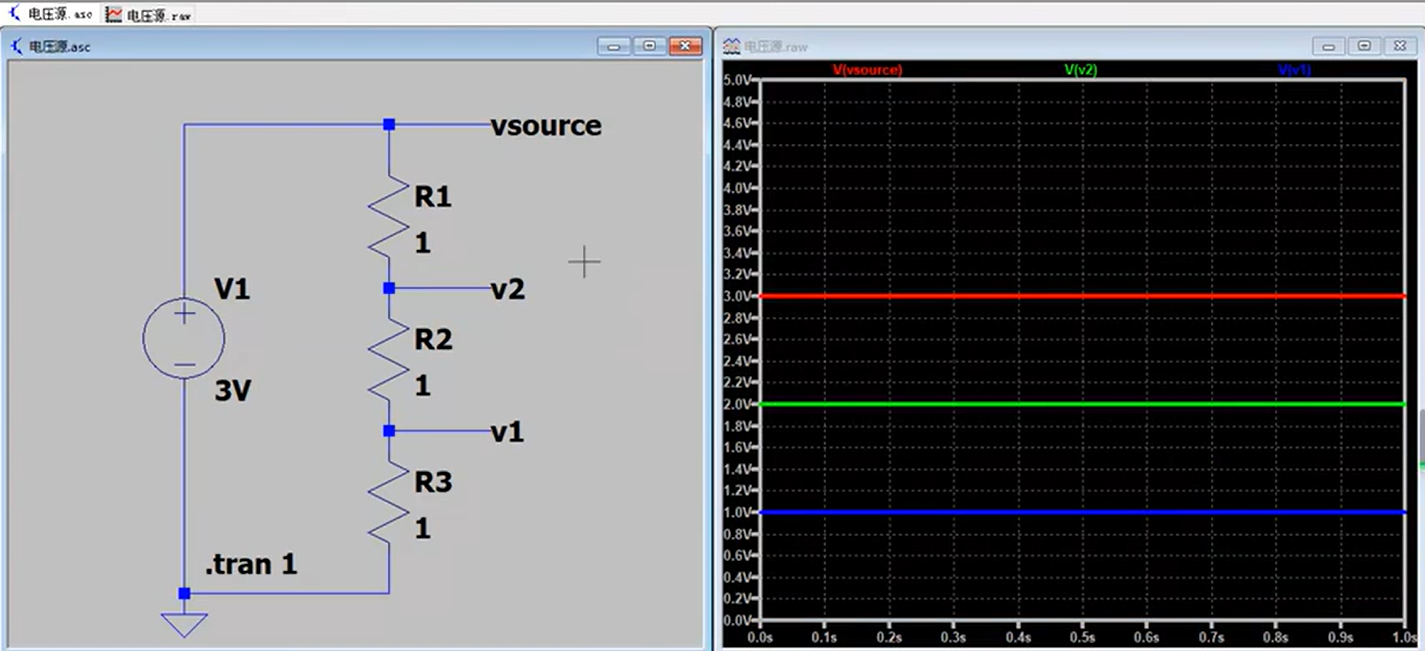 电压源.asc 电压源.raw
电压源.asc
vsource
R1
1
V1
v2
R2
3V
1
v1
R3
1
.tran 1
电压源.raw
V(vsource) V(v2) V(v1)
5.0V
4.8V
4.6V
4.4V
4.2V
4.0V
3.8V
3.6V
3.4V
3.2V
3.0V
2.8V
2.6V
2.4V
2.2V
2.0V
1.8V
1.6V
1.4V
1.2V
1.0V
0.8V
0.6V
0.4V
0.2V
0.0V
0.0s 0.1s 0.2s 0.3s 0.4s 0.5s 0.6s 0.7s 0.8s 0.9s 1.0s